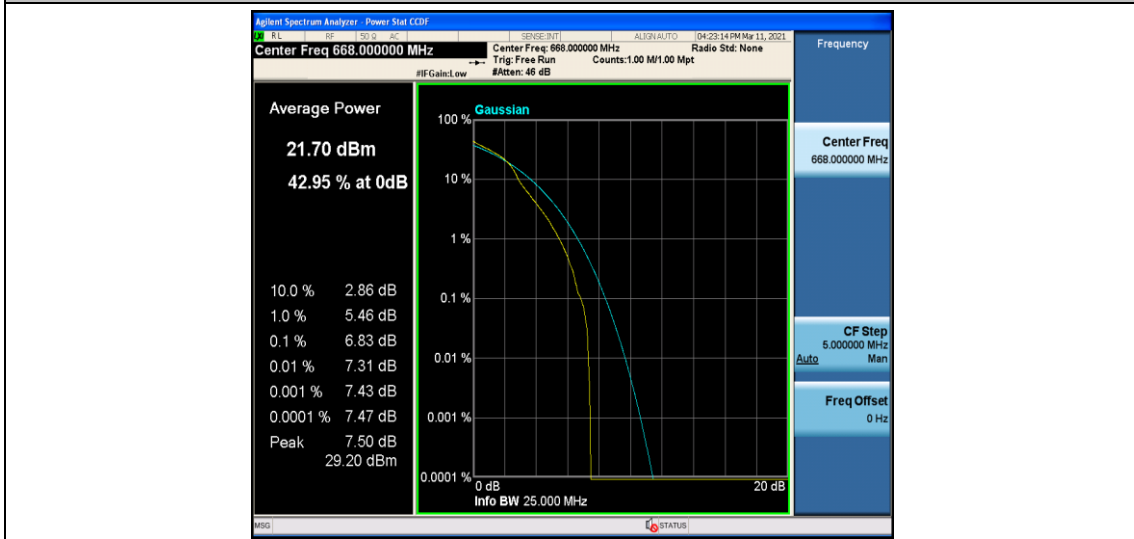 Agilent Spectrum Analyzer - Power Stat CCDF
RL RF 50 Ω AC SENSE:INT ALIGN AUTO 04:23:14 PM Mar 11, 2021
Center Freq 668.000000 MHz
Center Freq: 668.000000 MHz Radio Std: None
Trig: Free Run Counts:1.00 M/1.00 Mpt
#IFGain:Low #Atten: 46 dB
Frequency
Average Power
21.70 dBm
42.95 % at 0dB
10.0 % 2.86 dB
1.0 % 5.46 dB
0.1 % 6.83 dB
0.01 % 7.31 dB
0.001 % 7.43 dB
0.0001 % 7.47 dB
Peak 7.50 dB
29.20 dBm
Gaussian
100 %
10 %
1 %
0.1 %
0.01 %
0.001 %
0.0001 %
0 dB 20 dB
Info BW 25.000 MHz
Center Freq
668.000000 MHz
CF Step
5.000000 MHz
Auto Man
Freq Offset
0 Hz
MSG STATUS